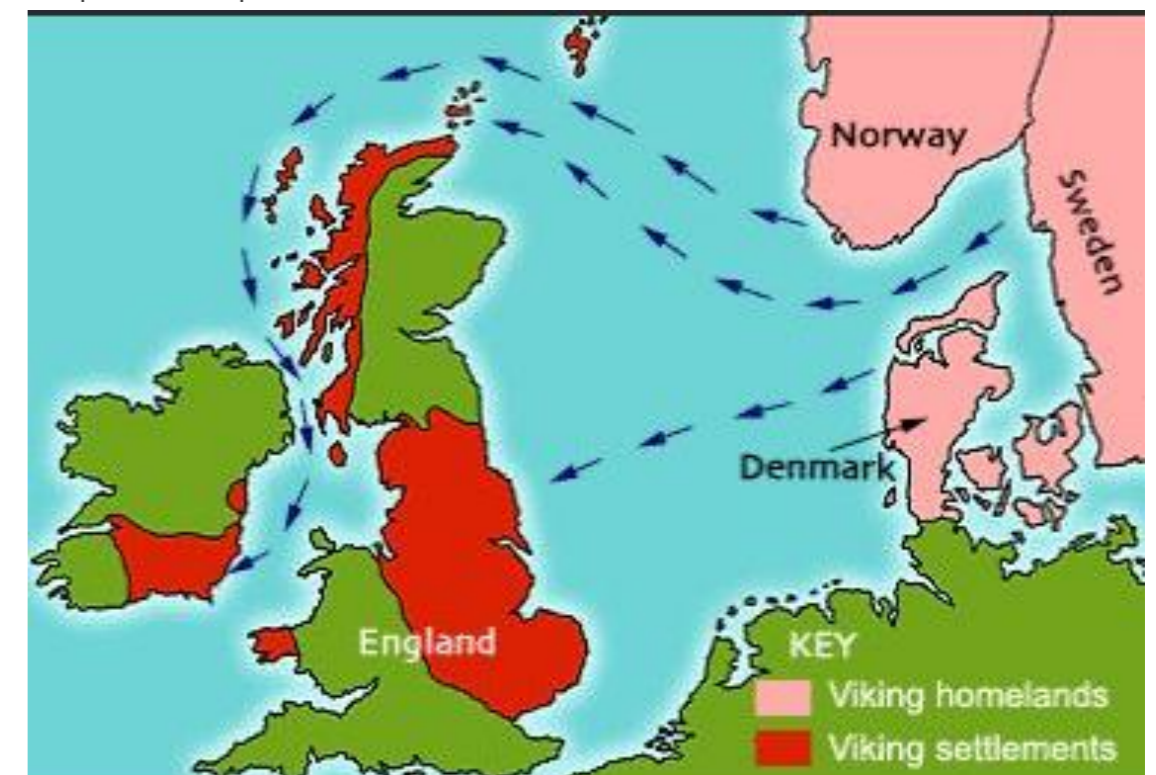 Norway
Sweden
Denmark
England
KEY
Viking homelands
Viking settlements